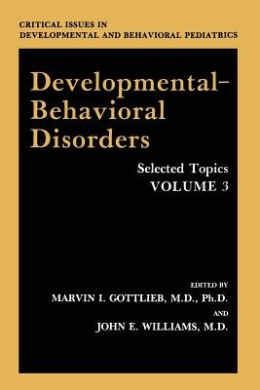 CRITICAL ISSUES IN
DEVELOPMENTAL AND BEHAVIORAL PEDIATRICS
Developmental–
Behavioral
Disorders
Selected Topics
VOLUME 3
EDITED BY
MARVIN I. GOTTLIEB, M.D., Ph.D.
AND
JOHN E. WILLIAMS, M.D.